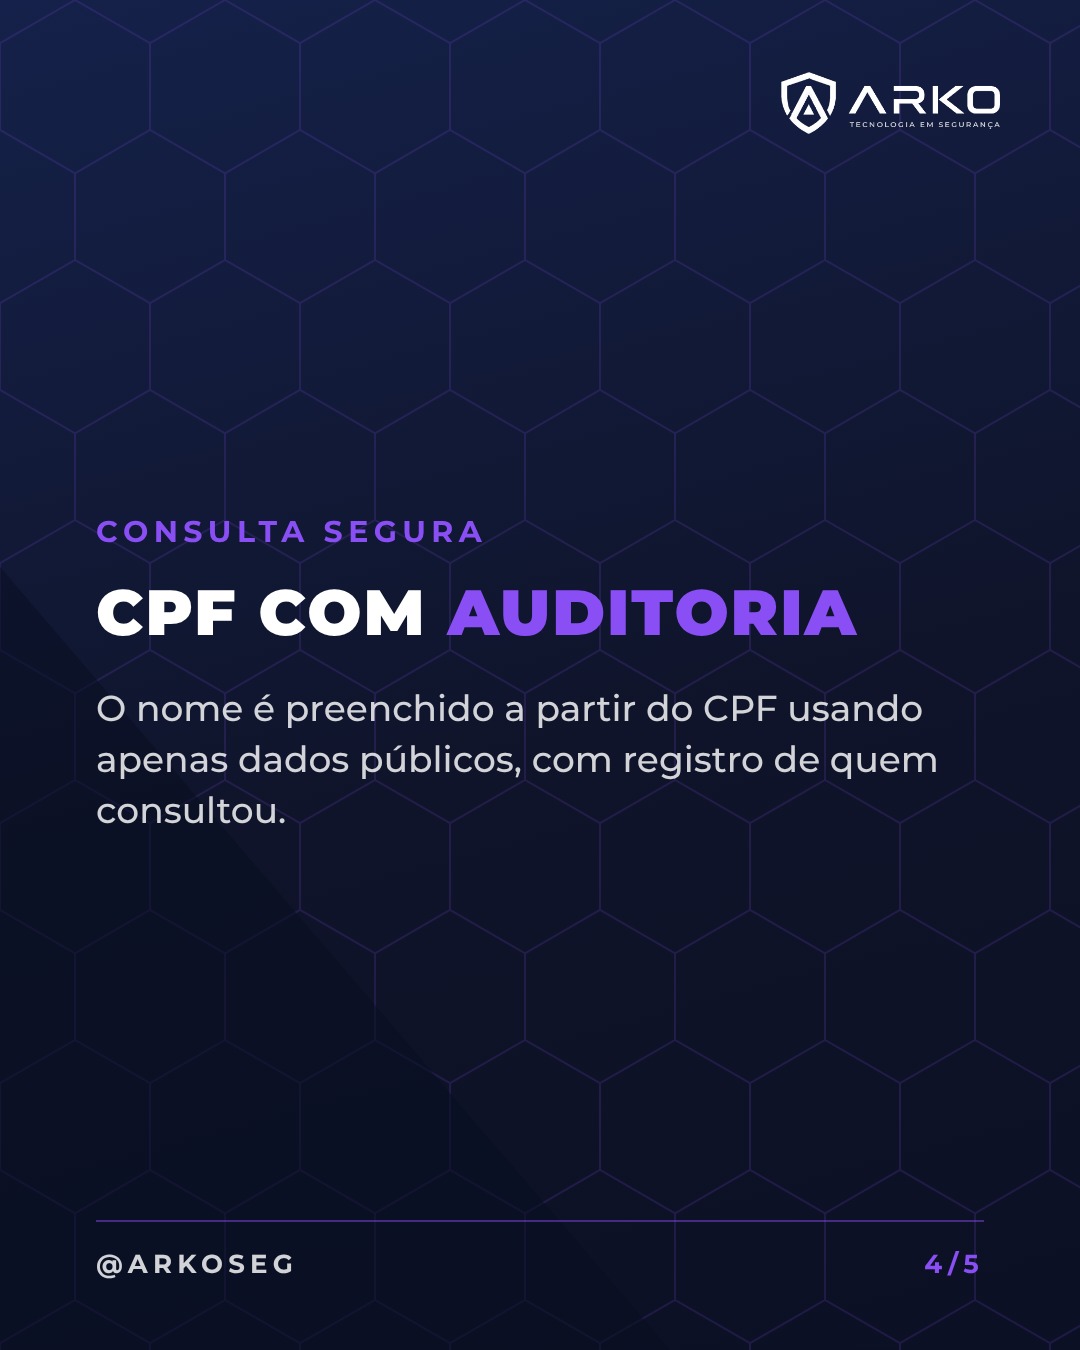 ARKO
TECNOLOGIA EM SEGURANÇA
CONSULTA SEGURA
CPF COM AUDITORIA
O nome é preenchido a partir do CPF usando
apenas dados públicos, com registro de quem
consultou.
@ARKOSEG
4/5